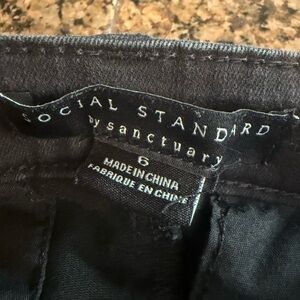 SOCIAL STANDARD
by sanctuary
6
MADE IN CHINA
FABRIQUE EN CHINE